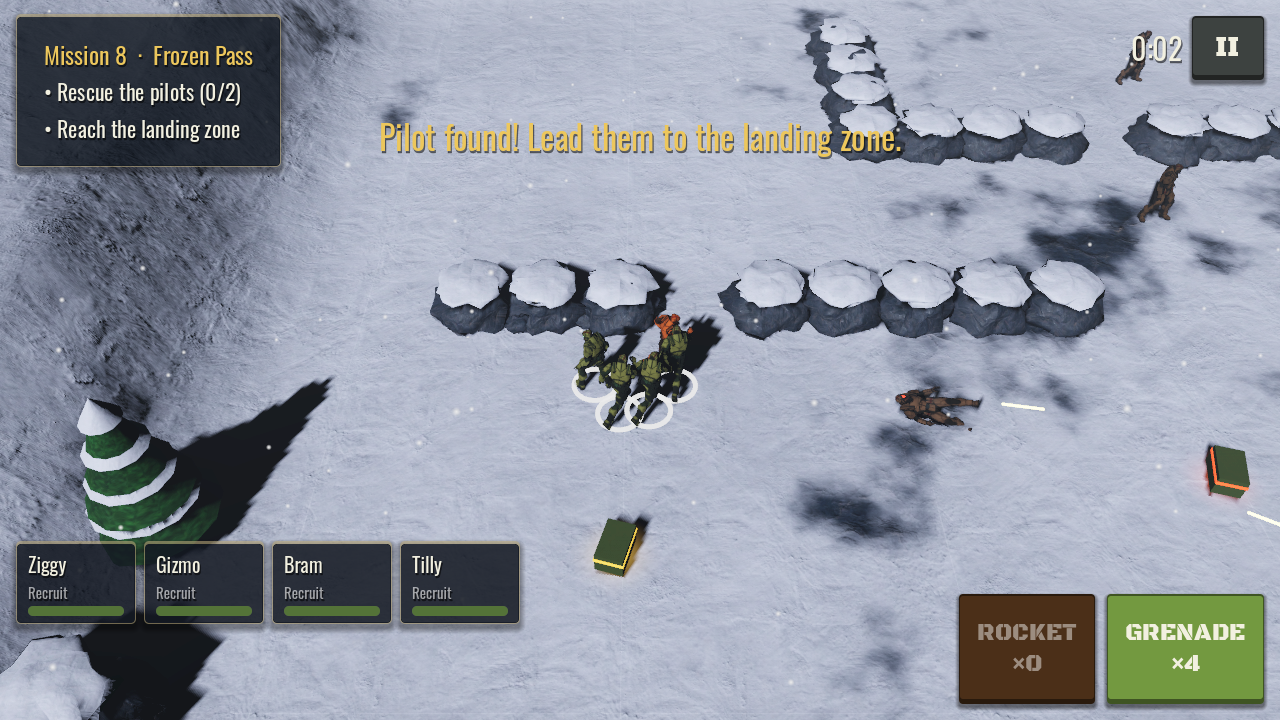 Mission 8 · Frozen Pass
• Rescue the pilots (0/2)
• Reach the landing zone
0:02
Pilot found! Lead them to the landing zone.
Ziggy
Recruit
Gizmo
Recruit
Bram
Recruit
Tilly
Recruit
ROCKET
×0
GRENADE
×4